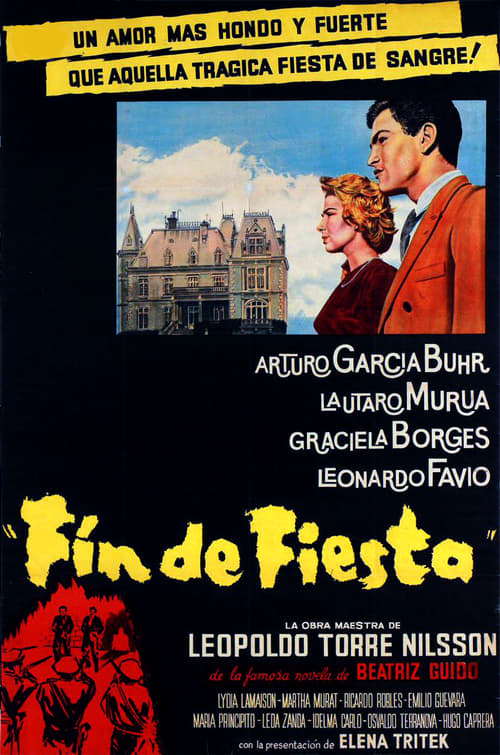 UN AMOR MAS HONDO Y FUERTE
QUE AQUELLA TRAGICA FIESTA DE SANGRE!
ARTURO GARCIA BUHR
LAUTARO MURUA
GRACIELA BORGES
LEONARDO FAVIO
"Fín de Fiesta"
LA OBRA MAESTRA DE
LEOPOLDO TORRE NILSSON
de la famosa novela de BEATRIZ GUIDO
LYDIA LAMAISON - MARTHA MURAT - RICARDO ROBLES - EMILIO GUEVARA
MARIA PRINCIPITO - LEDA ZANDA - IDELMA CARLO - OSVALDO TERRANOVA - HUGO CAPRERA
con la presentación de ELENA TRITEK